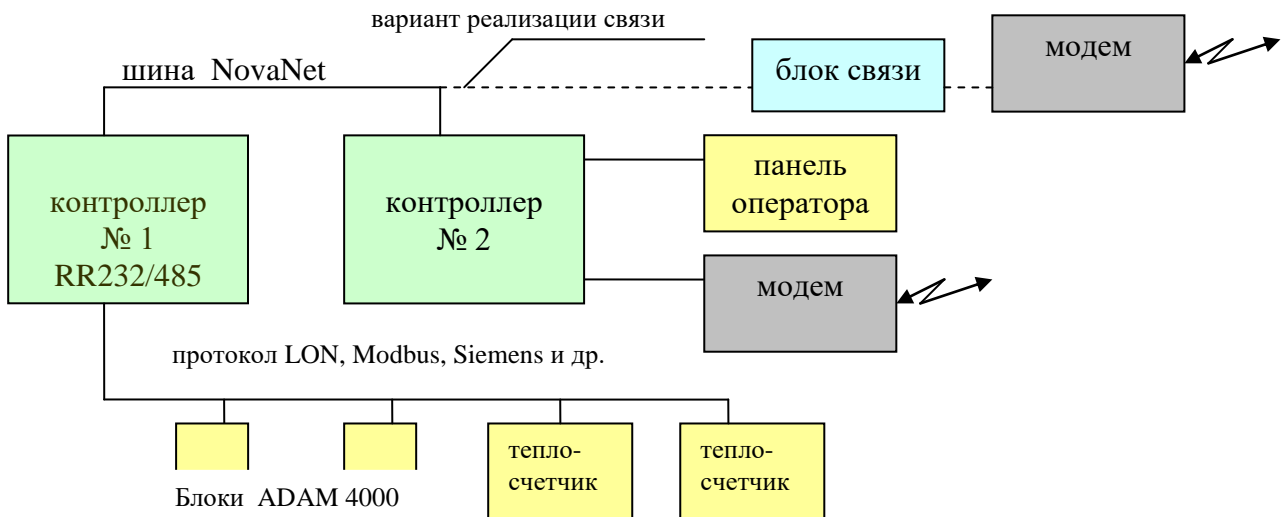 вариант реализации связи
модем
блок связи
шина NovaNet
панель
оператора
контроллер
№ 1
RR232/485
контроллер
№ 2
модем
протокол LON, Modbus, Siemens и др.
тепло-
счетчик
тепло-
счетчик
Блоки ADAM 4000